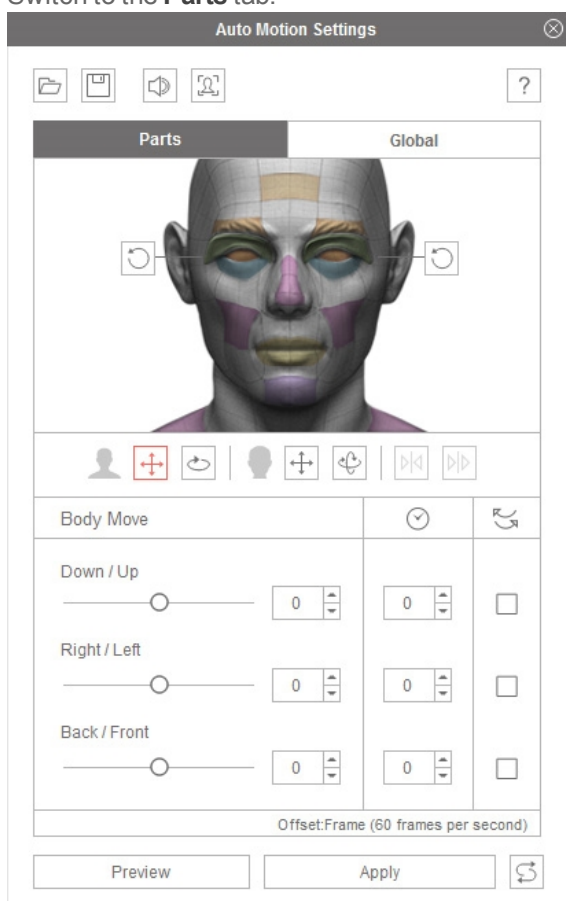 Switch to the Parts tab.
Auto Motion Settings
?
Parts Global
Body Move
Down / Up
0 0
Right / Left
0 0
Back / Front
0 0
Offset:Frame (60 frames per second)
Preview Apply